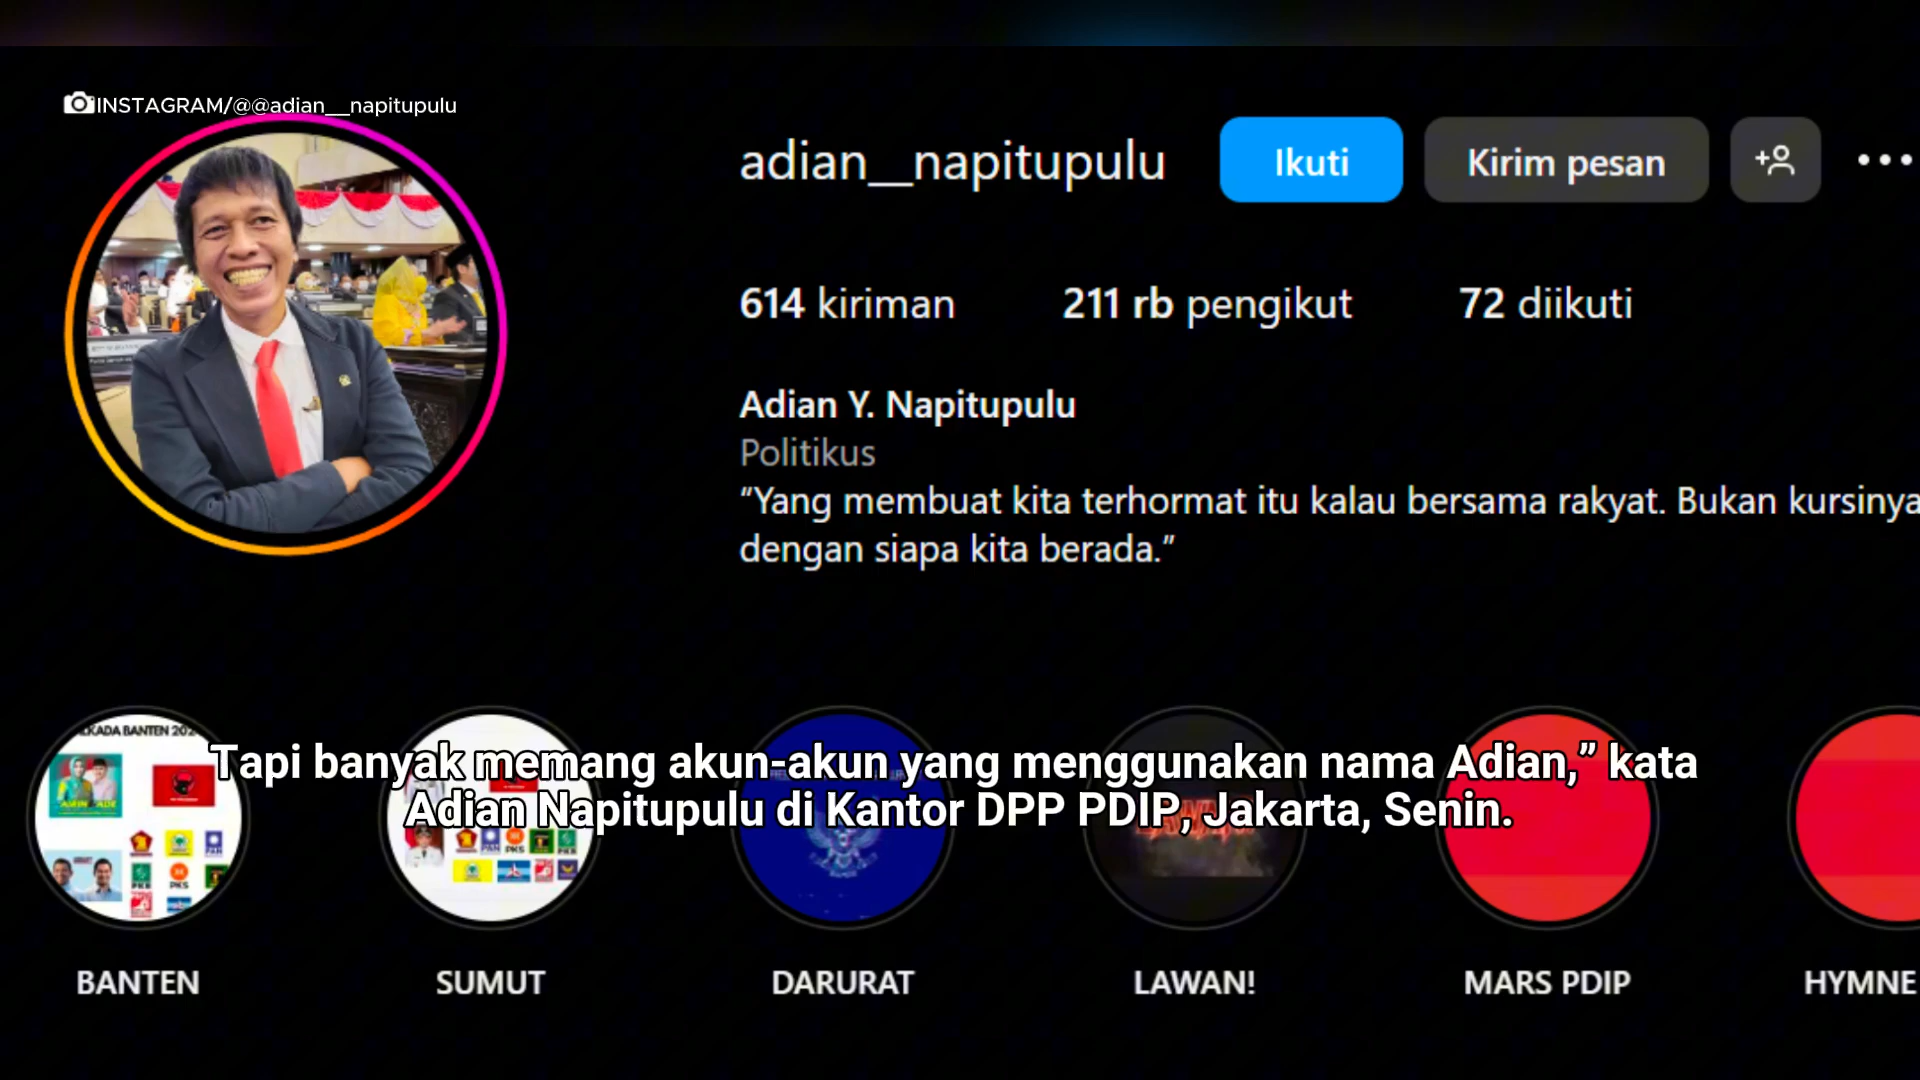 INSTAGRAM/@@adian__napitupulu
adian__napitupulu
Ikuti
Kirim pesan
614 kiriman
211 rb pengikut
72 diikuti
Adian Y. Napitupulu
Politikus
“Yang membuat kita terhormat itu kalau bersama rakyat. Bukan kursinya
dengan siapa kita berada.”
Tapi banyak memang akun-akun yang menggunakan nama Adian,” kata
Adian Napitupulu di Kantor DPP PDIP, Jakarta, Senin.
BANTEN
SUMUT
DARURAT
LAWAN!
MARS PDIP
HYMNE